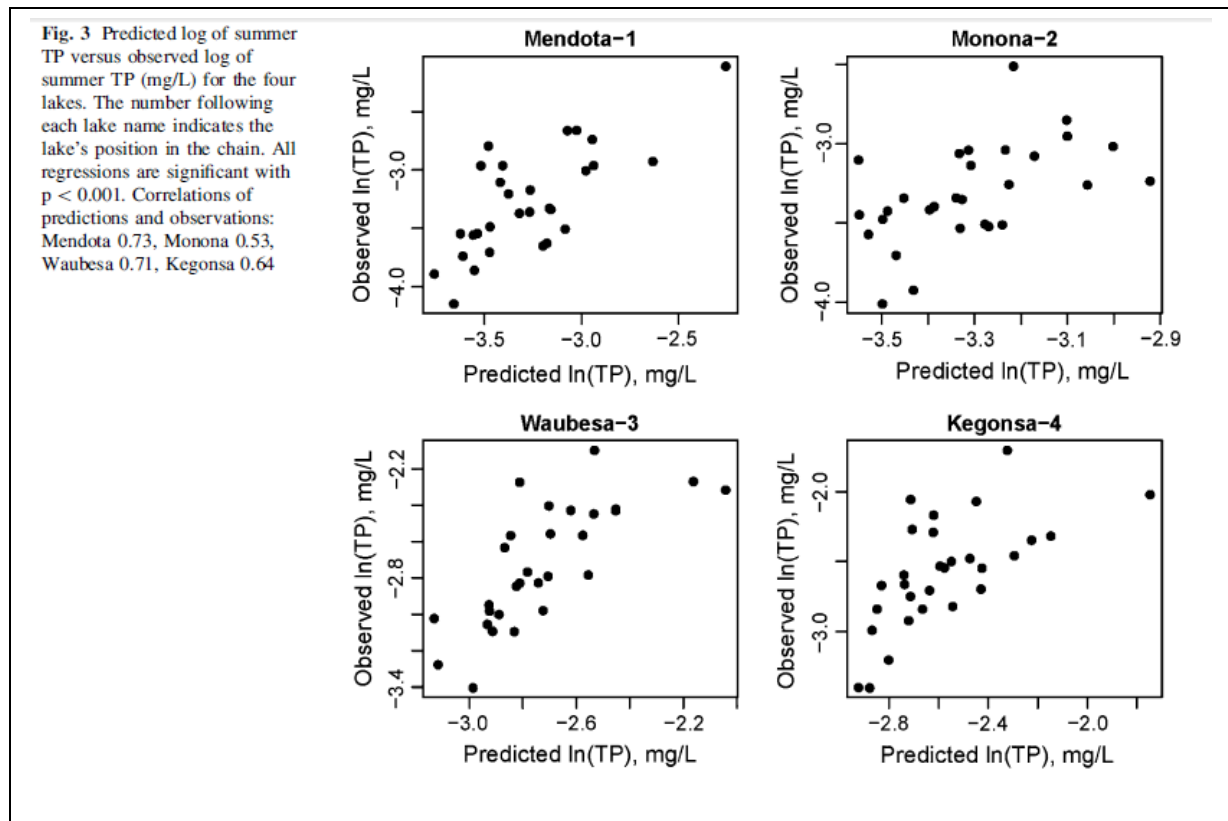 Fig. 3 Predicted log of summer
TP versus observed log of
summer TP (mg/L) for the four
lakes. The number following
each lake name indicates the
lake's position in the chain. All
regressions are significant with
p < 0.001. Correlations of
predictions and observations:
Mendota 0.73, Monona 0.53,
Waubesa 0.71, Kegonsa 0.64
Mendota−1
Observed ln(TP), mg/L
−3.0
−4.0
−3.5
−3.0
−2.5
Predicted ln(TP), mg/L
Monona−2
Observed ln(TP), mg/L
−3.0
−4.0
−3.5
−3.3
−3.1
−2.9
Predicted ln(TP), mg/L
Waubesa−3
Observed ln(TP), mg/L
−2.2
−2.8
−3.4
−3.0
−2.6
−2.2
Predicted ln(TP), mg/L
Kegonsa−4
Observed ln(TP), mg/L
−2.0
−3.0
−2.8
−2.4
−2.0
Predicted ln(TP), mg/L